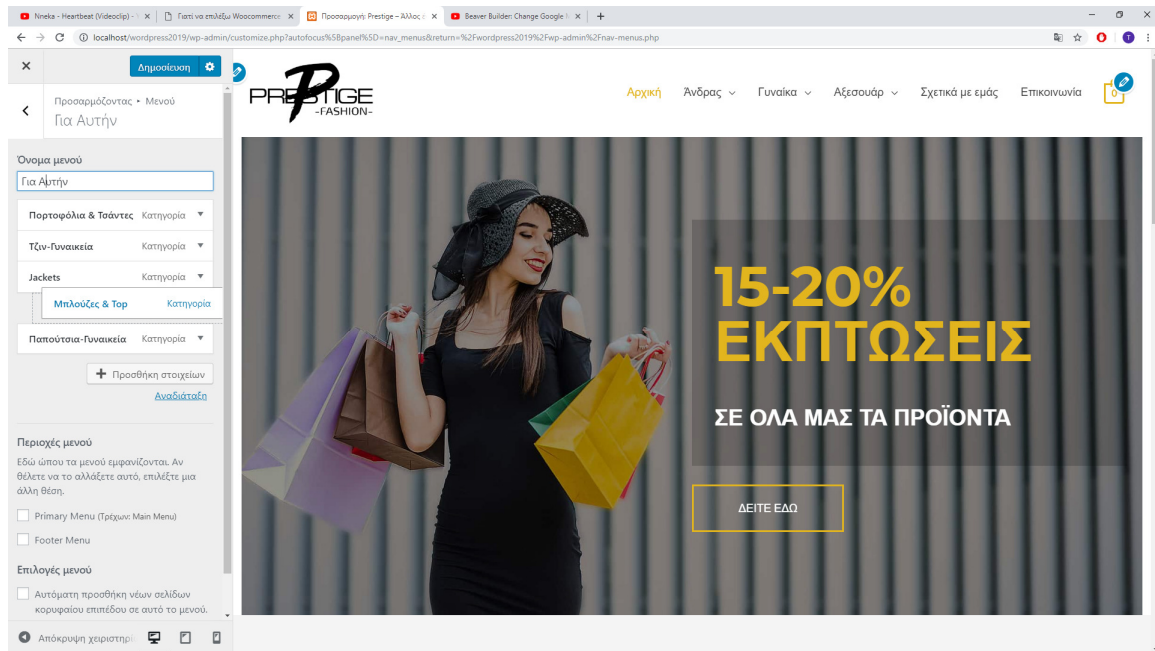 Nneka - Heartbeat (Videoclip) -
Γιατί να επιλέξω Woocommerce
Προσαρμογή: Prestige – Άλλος
Beaver Builder: Change Google
localhost/wordpress2019/wp-admin/customize.php?autofocus%5Bpanel%5D=nav_menus&return=%2Fwordpress2019%2Fwp-admin%2Fnav-menus.php
Δημοσίευση
Προσαρμόζοντας ▸ Μενού
Για Αυτήν
Όνομα μενού
Για Αυτήν
Πορτοφόλια & Τσάντες Κατηγορία
Τζιν-Γυναικεία Κατηγορία
Jackets Κατηγορία
Μπλούζες & Top Κατηγορία
Παπούτσια-Γυναικεία Κατηγορία
+ Προσθήκη στοιχείων
Αναδιάταξη
Περιοχές μενού
Εδώ ώπου τα μενού εμφανίζονται. Αν
θέλετε να το αλλάξετε αυτό, επιλέξτε μια
άλλη θέση.
Primary Menu (Τρέχων: Main Menu)
Footer Menu
Επιλογές μενού
Αυτόματη προσθήκη νέων σελίδων
κορυφαίου επιπέδου σε αυτό το μενού.
Απόκρυψη χειριστηρί
PRESTIGE
-FASHION-
Αρχική Άνδρας Γυναίκα Αξεσουάρ Σχετικά με εμάς Επικοινωνία 0
15-20%
ΕΚΠΤΩΣΕΙΣ
ΣΕ ΟΛΑ ΜΑΣ ΤΑ ΠΡΟΪΟΝΤΑ
ΔΕΙΤΕ ΕΔΩ